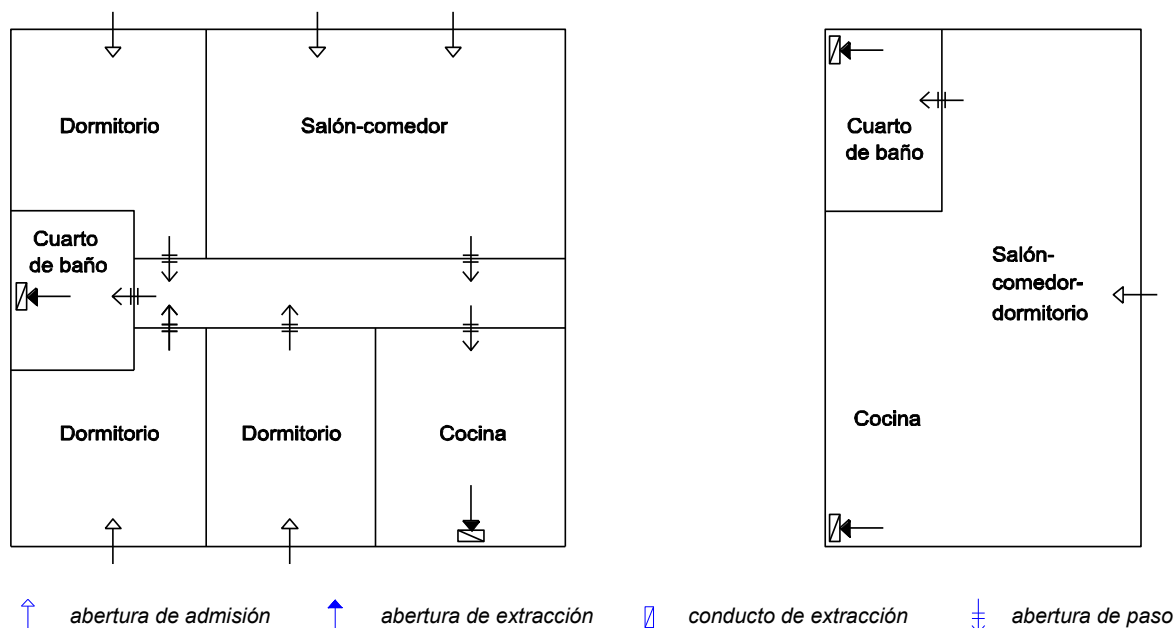 Dormitorio
Salón-comedor
Cuarto
de baño
Dormitorio
Dormitorio
Cocina
Cuarto
de baño
Salón-
comedor-
dormitorio
Cocina
abertura de admisión
abertura de extracción
conducto de extracción
abertura de paso